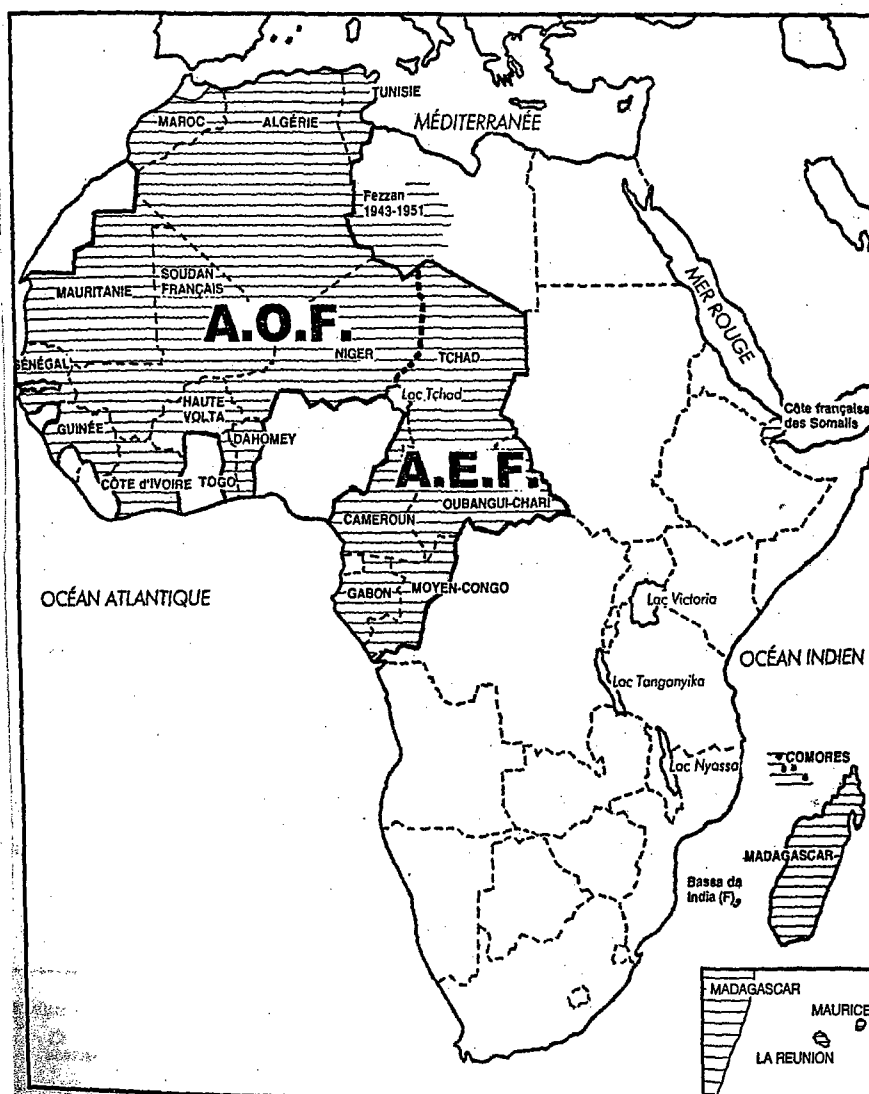 TUNISIE
MÉDITERRANÉE
MAROC
ALGÉRIE
Fezzan
1943-1951
MER ROUGE
MAURITANIE
SOUDAN
FRANÇAIS
A.O.F.
NIGER
TCHAD
SÉNÉGAL
Lac Tchad
HAUTE
VOLTA
Côte française
des Somalis
GUINÉE
DAHOMEY
A.E.F.
CÔTE d'IVOIRE
TOGO
OUBANGUI-CHARI
CAMEROUN
GABON
MOYEN-CONGO
OCÉAN ATLANTIQUE
Lac Victoria
OCÉAN INDIEN
Lac Tanganyika
Lac Nyassa
COMORES
MADAGASCAR
Bassa da
India (F)
MADAGASCAR
MAURICE
LA REUNION